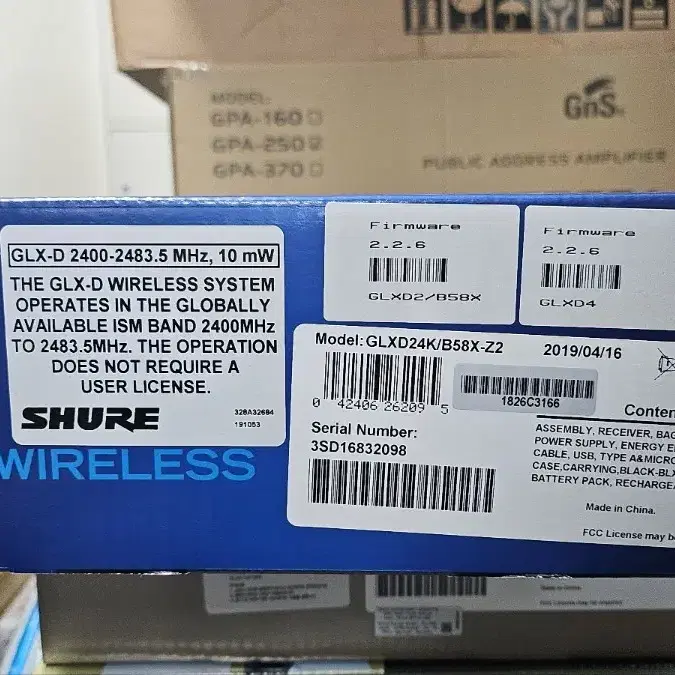 MODEL:
GPA-160
GPA-250
GPA-370
GnS
PUBLIC ADDRESS AMPLIFIER
GLX-D 2400-2483.5 MHz, 10 mW
THE GLX-D WIRELESS SYSTEM
OPERATES IN THE GLOBALLY
AVAILABLE ISM BAND 2400MHz
TO 2483.5MHz. THE OPERATION
DOES NOT REQUIRE A
USER LICENSE.
SHURE
328A32684
191053
WIRELESS
Firmware
2.2.6
GLXD2/B58X
Firmware
2.2.6
GLXD4
Model: GLXD24K/B58X-Z2
2019/04/16
0 42406 26209 5
1826C3166
Serial Number:
3SD16832098
Conten
ASSEMBLY, RECEIVER, BAG
POWER SUPPLY, ENERGY E
CABLE, USB, TYPE A&MICRO
CASE,CARRYING,BLACK-BLX
BATTERY PACK, RECHARGE
Made in China.
FCC License may be